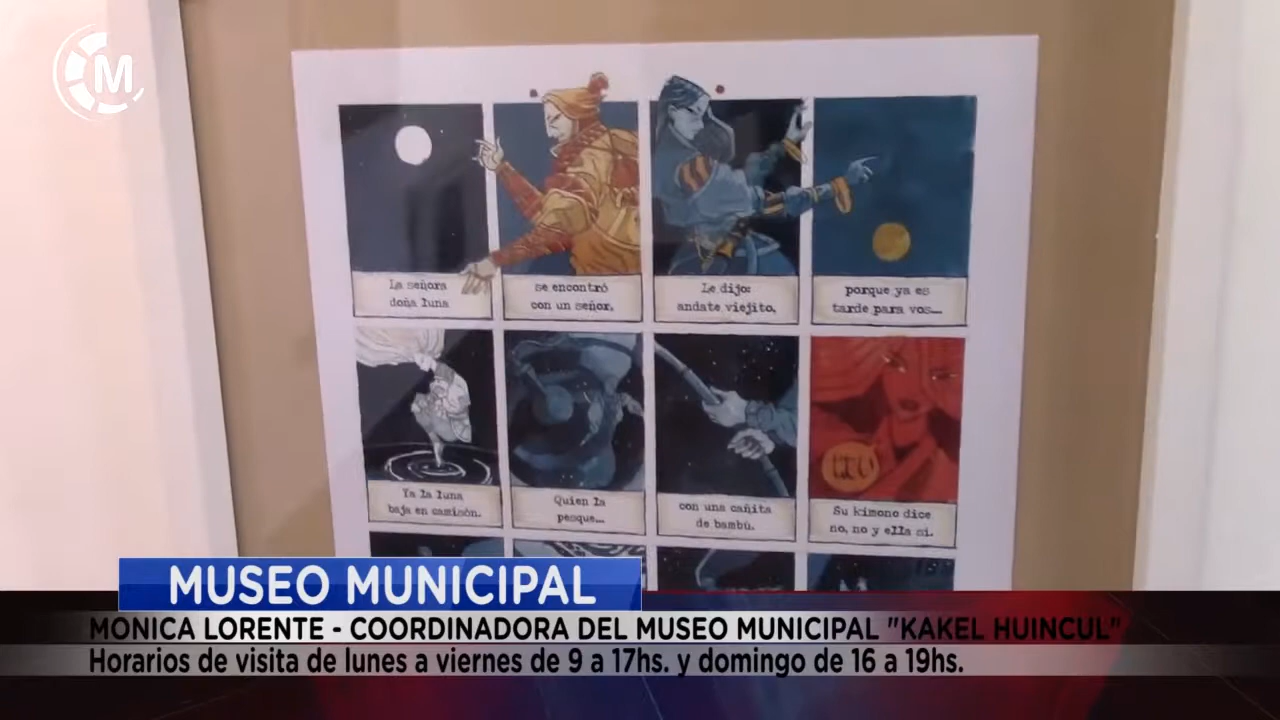 M
La señora
doña luna
se encontró
con un señor,
Le dijo:
andate viejito,
porque ya es
tarde para vos...
Ya la luna
baja en camisón.
Quien la
pesque...
con una cañita
de bambú.
Su kimono dice
no, no y ella si.
MUSEO MUNICIPAL
MONICA LORENTE - COORDINADORA DEL MUSEO MUNICIPAL "KAKEL HUINCUL"
Horarios de visita de lunes a viernes de 9 a 17hs. y domingo de 16 a 19hs.